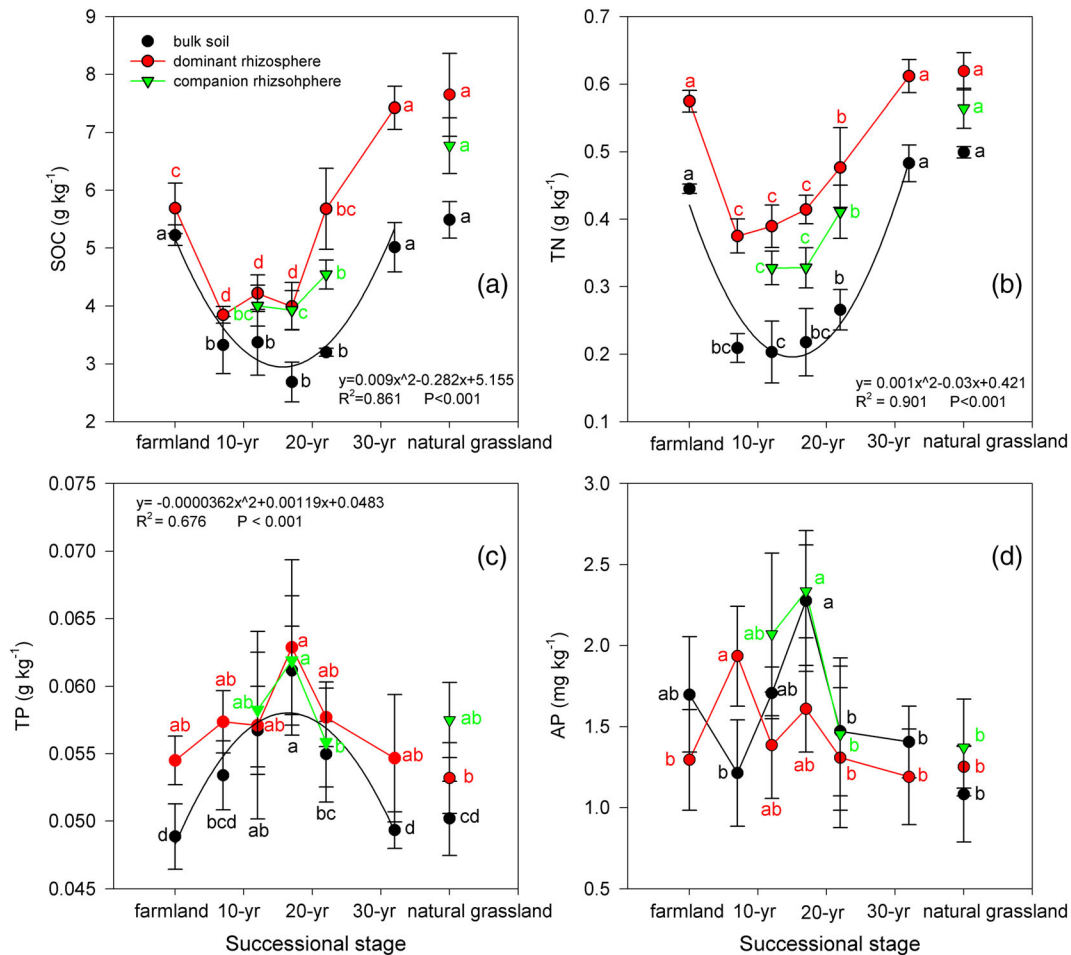 9
8
7
6
5
4
3
2
SOC (g kg⁻¹)
bulk soil
dominant rhizosphere
companion rhizsohphere
a
c
d
bc
b
d
b
d
c
b
bc
b
b
a
a
a
a
a
(a)
y=0.009x^2-0.282x+5.155
R²=0.861 P<0.001
farmland 10-yr 20-yr 30-yr natural grassland
0.7
0.6
0.5
0.4
0.3
0.2
0.1
TN (g kg⁻¹)
a
a
c
bc
c
c
c
c
c
bc
b
b
b
a
a
a
a
a
(b)
y= 0.001x^2-0.03x+0.421
R² = 0.901 P<0.001
farmland 10-yr 20-yr 30-yr natural grassland
0.075
0.070
0.065
0.060
0.055
0.050
0.045
TP (g kg⁻¹)
y= -0.0000362x^2+0.00119x+0.0483
R² = 0.676 P < 0.001
(c)
ab
d
ab
bcd
ab
ab
ab
a
a
a
ab
b
bc
ab
d
ab
b
cd
farmland 10-yr 20-yr 30-yr natural grassland
Successional stage
3.0
2.5
2.0
1.5
1.0
0.5
AP (mg kg⁻¹)
(d)
ab
b
a
b
ab
ab
ab
a
a
ab
b
b
b
b
b
b
b
b
farmland 10-yr 20-yr 30-yr natural grassland
Successional stage